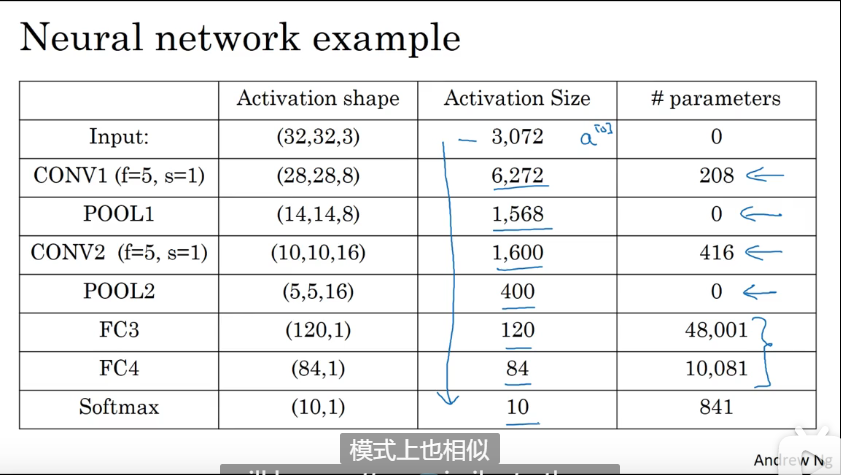 Neural network example
Activation shape Activation Size # parameters
Input: (32,32,3) — 3,072 a[0] 0
CONV1 (f=5, s=1) (28,28,8) 6,272 208 ←
POOL1 (14,14,8) 1,568 0 ←
CONV2 (f=5, s=1) (10,10,16) 1,600 416 ←
POOL2 (5,5,16) 400 0 ←
FC3 (120,1) 120 48,001
FC4 (84,1) 84 10,081
Softmax (10,1) 10 841
模式上也相似
Andrew Ng